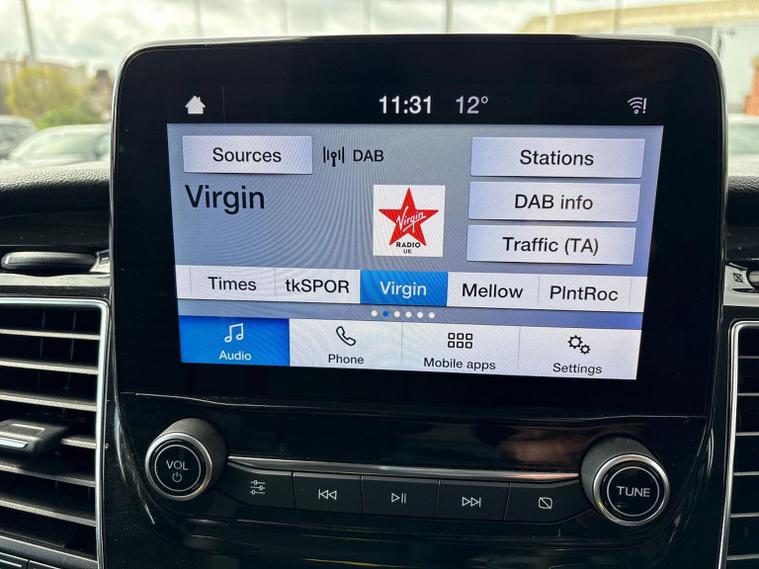 11:31 12°
Sources DAB Stations
Virgin
Virgin
RADIO
UK
DAB info
Traffic (TA)
Times tkSPOR Virgin Mellow PlntRoc
Audio Phone Mobile apps Settings
VOL
TUNE